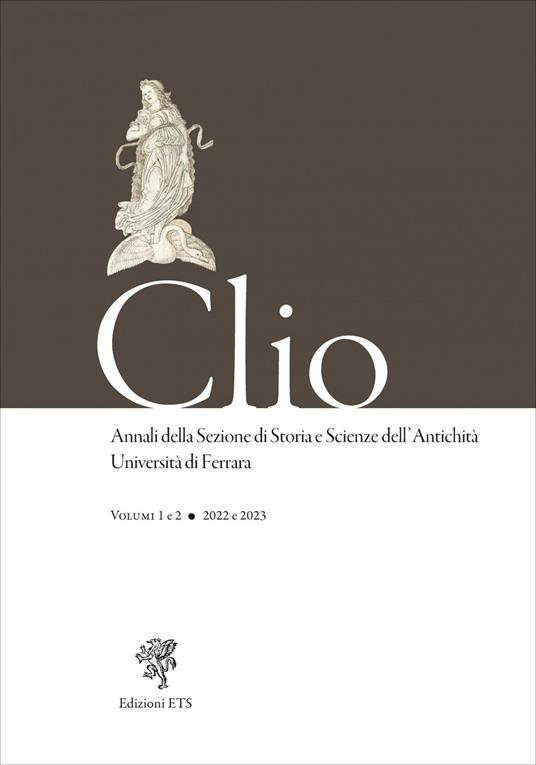 Clio
Annali della Sezione di Storia e Scienze dell’Antichità
Università di Ferrara
Volumi 1 e 2 ● 2022 e 2023
Edizioni ETS